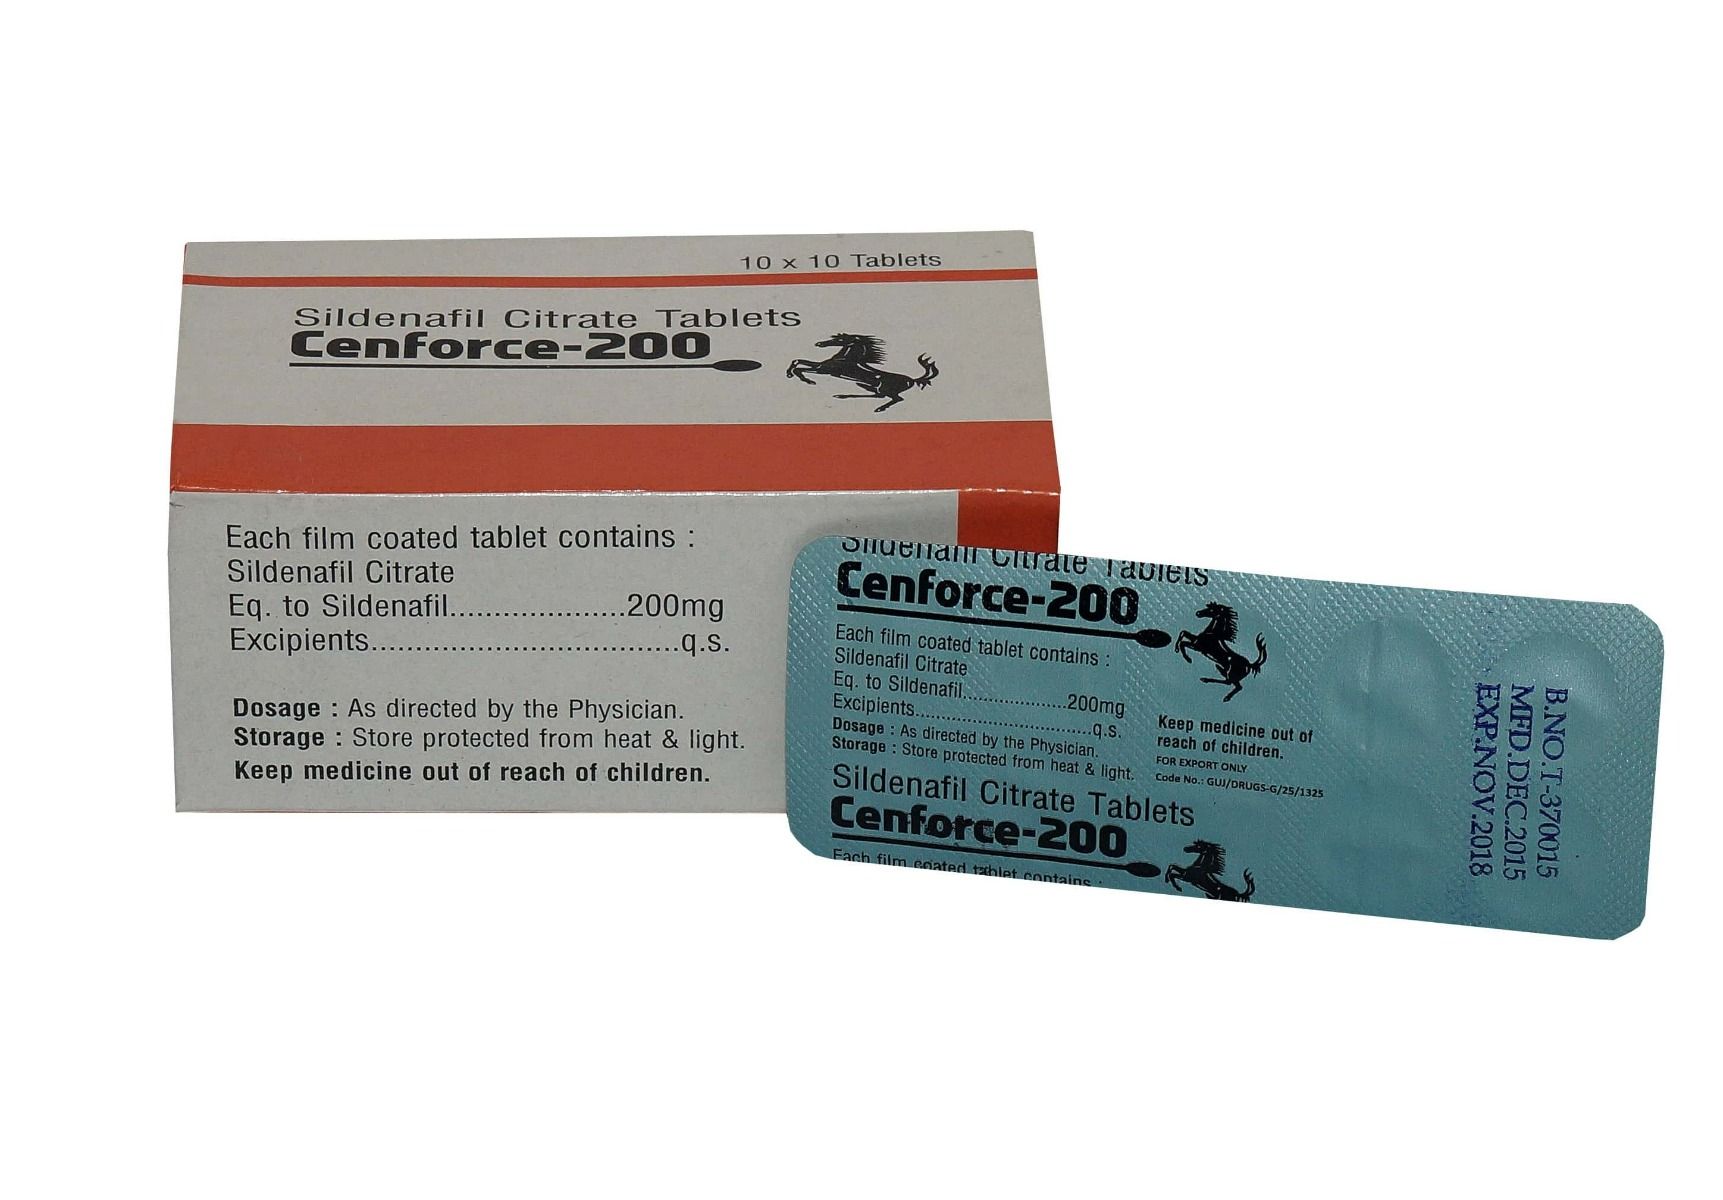 10 x 10 Tablets
Sildenafil Citrate Tablets
Cenforce-200
Each film coated tablet contains :
Sildenafil Citrate
Eq. to Sildenafil....................200mg
Excipients...................................q.s.
Dosage : As directed by the Physician.
Storage : Store protected from heat & light.
Keep medicine out of reach of children.
Sildenafil Citrate Tablets
Cenforce-200
Each film coated tablet contains :
Sildenafil Citrate
Eq. to Sildenafil....................200mg
Excipients...................................q.s.
Dosage : As directed by the Physician.
Storage : Store protected from heat & light.
Keep medicine out of
reach of children.
FOR EXPORT ONLY
Code No.: GUJ/DRUGS-G/25/1325
Sildenafil Citrate Tablets
Cenforce-200
Each film coated tablet contains :
B.NO.T-370015
MFD.DEC.2015
EXP.NOV.2018